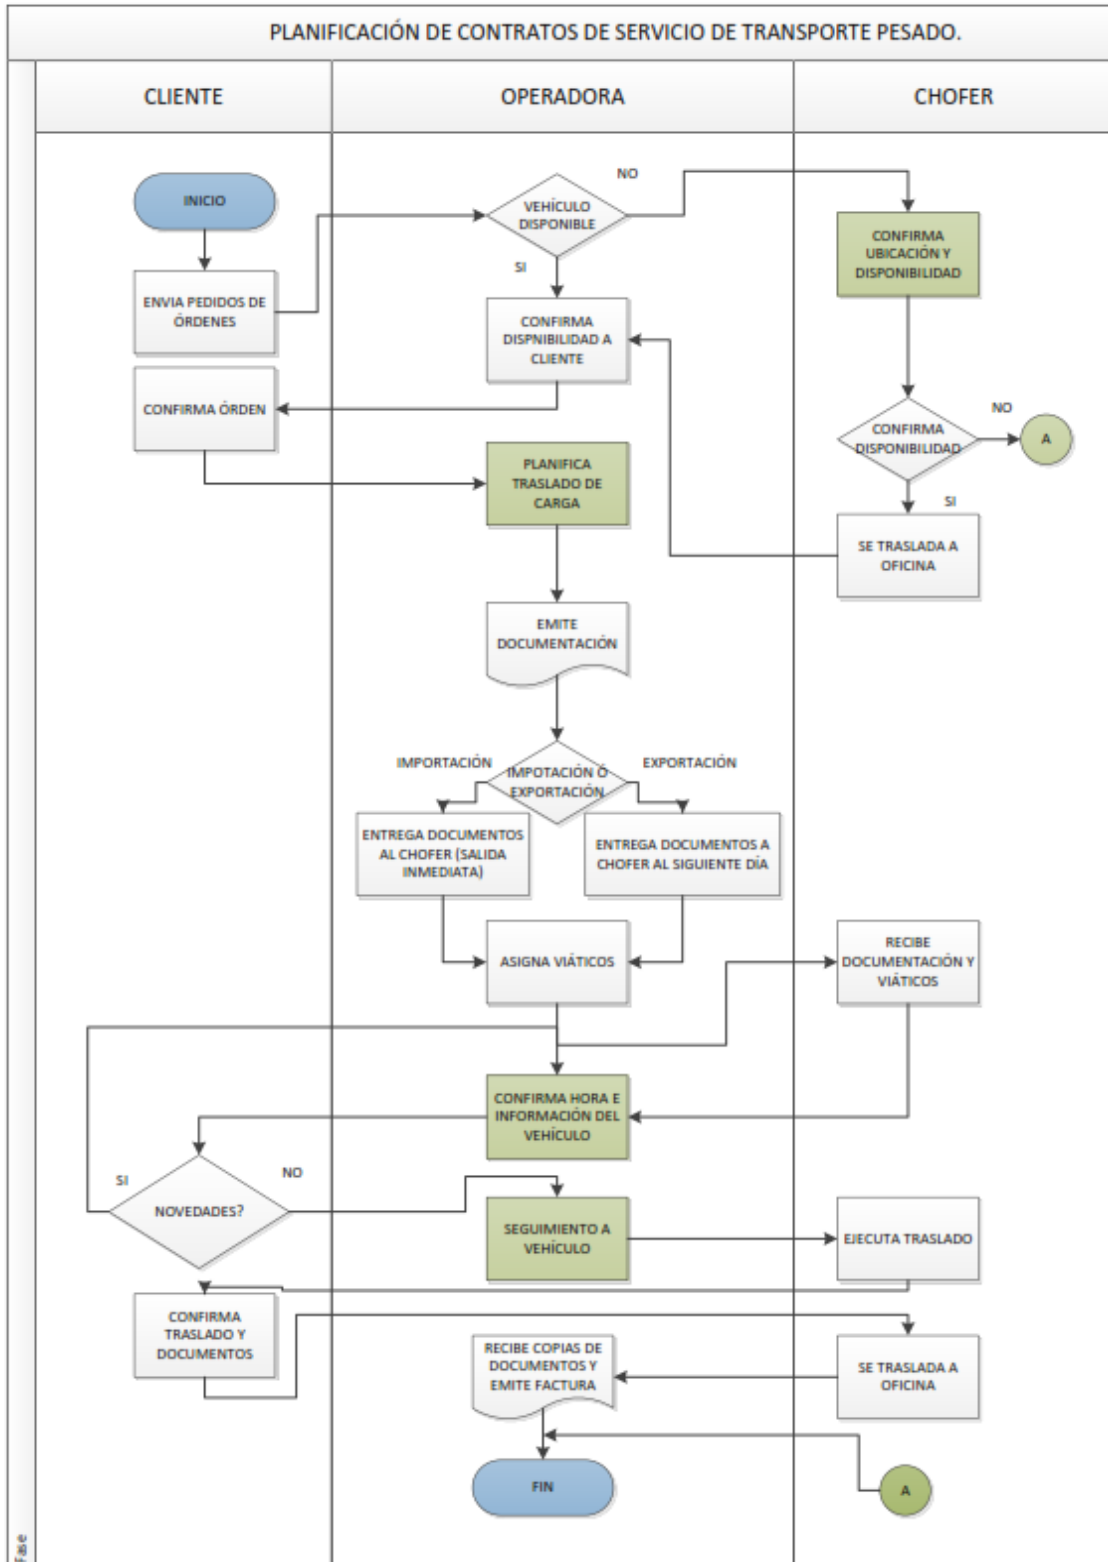 PLANIFICACIÓN DE CONTRATOS DE SERVICIO DE TRANSPORTE PESADO.
CLIENTE
OPERADORA
CHOFER
INICIO
VEHÍCULO
DISPONIBLE
NO
SI
CONFIRMA
UBICACIÓN Y
DISPONIBILIDAD
ENVIA PEDIDOS DE
ÓRDENES
CONFIRMA
DISPNIBILIDAD A
CLIENTE
CONFIRMA ÓRDEN
CONFIRMA
DISPONIBILIDAD
NO
A
SI
PLANIFICA
TRASLADO DE
CARGA
SE TRASLADA A
OFICINA
EMITE
DOCUMENTACIÓN
IMPORTACIÓN
IMPOTACIÓN Ó
EXPORTACIÓN
EXPORTACIÓN
ENTREGA DOCUMENTOS
AL CHOFER (SALIDA
INMEDIATA)
ENTREGA DOCUMENTOS A
CHOFER AL SIGUIENTE DÍA
ASIGNA VIÁTICOS
RECIBE
DOCUMENTACIÓN Y
VIÁTICOS
CONFIRMA HORA E
INFORMACIÓN DEL
VEHÍCULO
SI
NO
NOVEDADES?
SEGUIMIENTO A
VEHÍCULO
EJECUTA TRASLADO
CONFIRMA
TRASLADO Y
DOCUMENTOS
RECIBE COPIAS DE
DOCUMENTOS Y
EMITE FACTURA
SE TRASLADA A
OFICINA
FIN
A
Fase